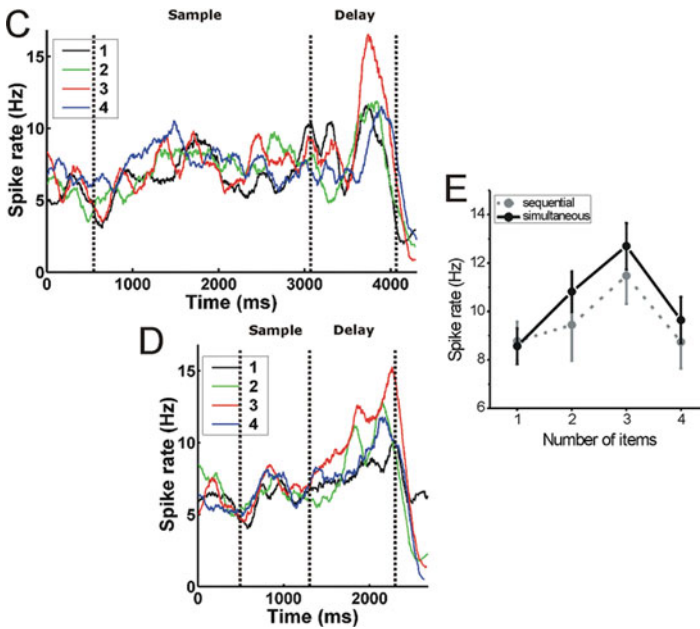 C
Sample
Delay
Spike rate (Hz)
15
10
5
0
1
2
3
4
0
1000
2000
3000
4000
Time (ms)
E
Spike rate (Hz)
12
10
8
6
sequential
simultaneous
1
2
3
4
Number of items
D
Sample
Delay
Spike rate (Hz)
15
10
5
0
1
2
3
4
0
1000
2000
Time (ms)